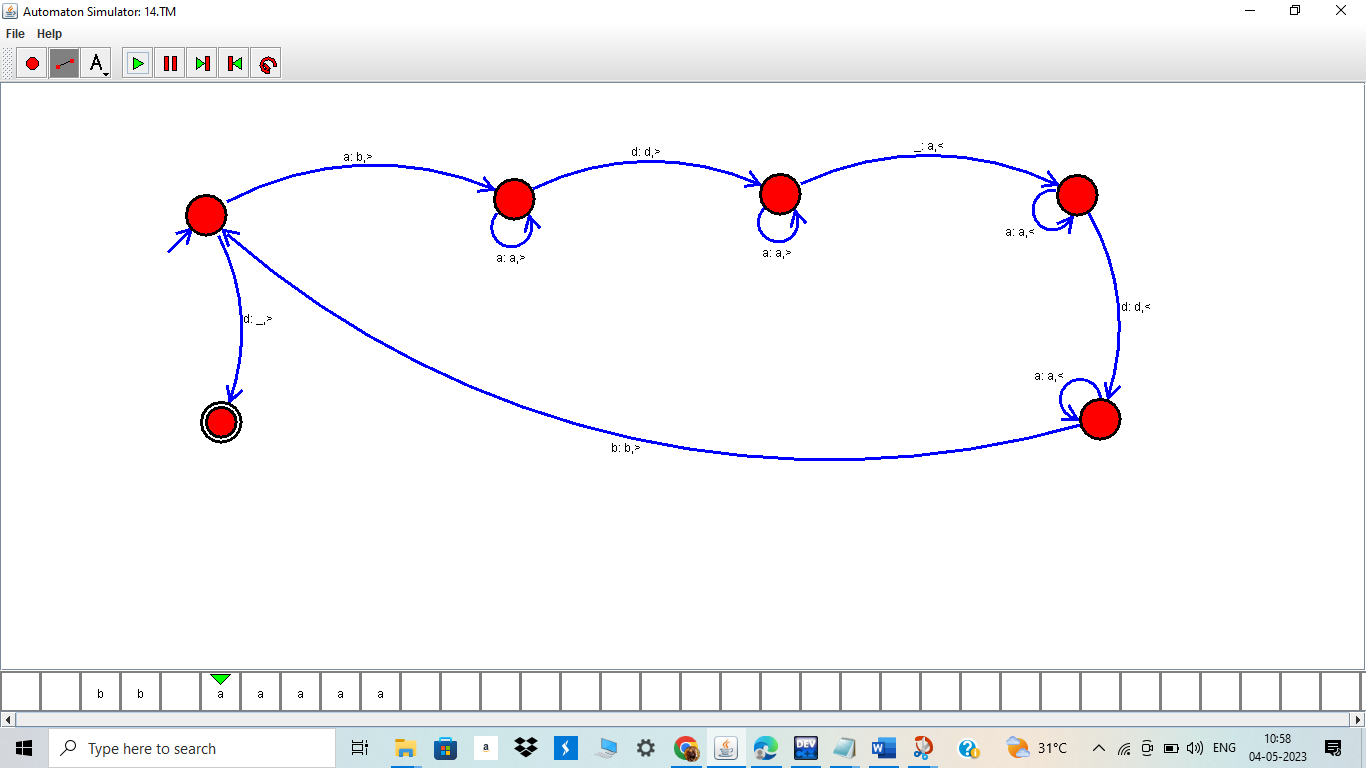 Automaton Simulator: 14.TM
File Help
A
a: b,>
d: d,>
_: a,<
a: a,>
a: a,>
a: a,<
d: _,>
d: d,<
a: a,<
b: b,>
b b a a a a a
Type here to search
a
DEV
31°C
ENG
10:58
04-05-2023